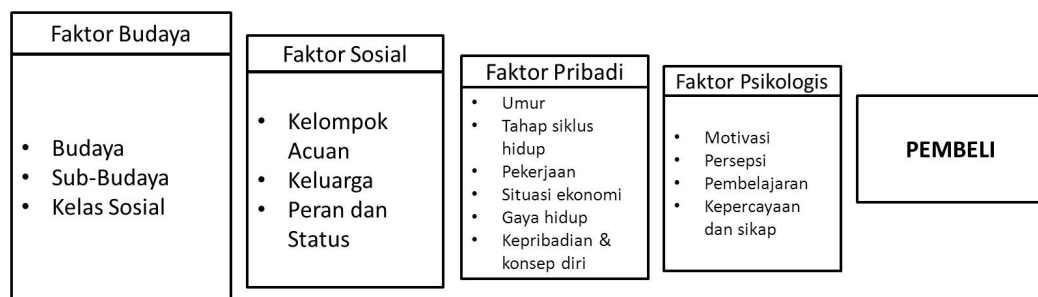 Faktor Budaya
• Budaya
• Sub-Budaya
• Kelas Sosial
Faktor Sosial
• Kelompok
Acuan
• Keluarga
• Peran dan
Status
Faktor Pribadi
• Umur
• Tahap siklus
hidup
• Pekerjaan
• Situasi ekonomi
• Gaya hidup
• Kepribadian &
konsep diri
Faktor Psikologis
• Motivasi
• Persepsi
• Pembelajaran
• Kepercayaan
dan sikap
PEMBELI